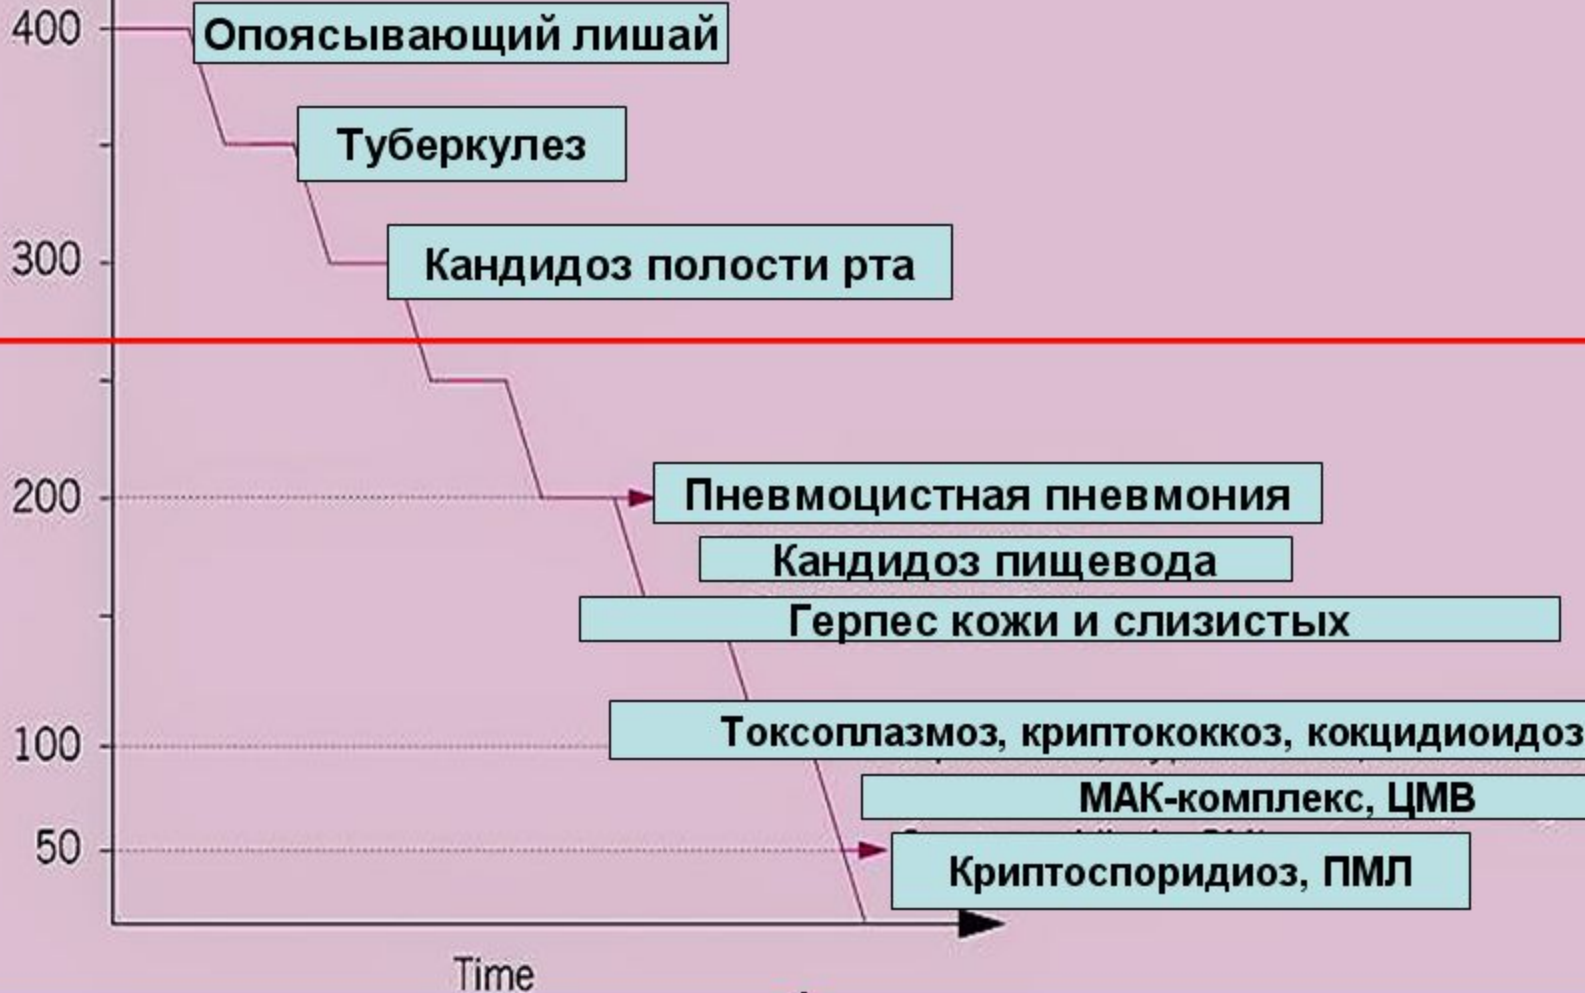 400
Опоясывающий лишай
Туберкулез
300
Кандидоз полости рта
200
Пневмоцистная пневмония
Кандидоз пищевода
Герпес кожи и слизистых
100
Токсоплазмоз, криптококкоз, кокцидиоидоз
МАК-комплекс, ЦМВ
50
Криптоспоридиоз, ПМЛ
Time